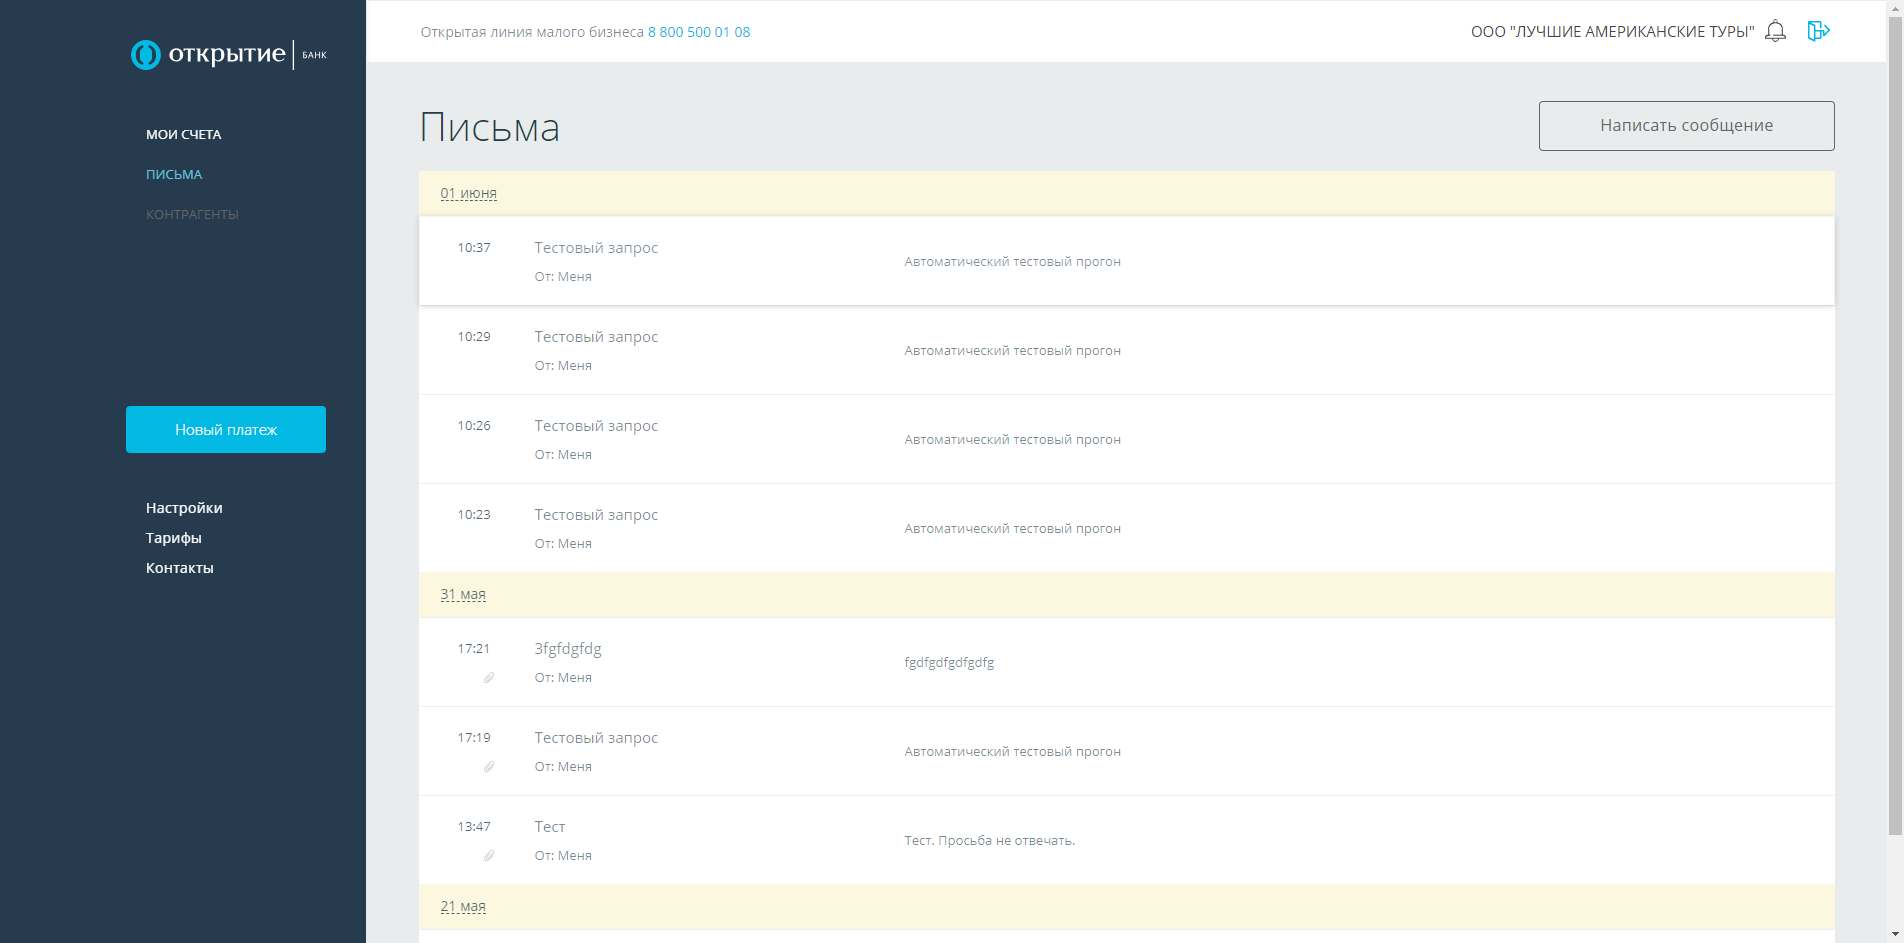 ОТКРЫТИЕ БАНК
МОИ СЧЕТА
ПИСЬМА
КОНТРАГЕНТЫ
Новый платеж
Настройки
Тарифы
Контакты
Открытая линия малого бизнеса 8 800 500 01 08
ООО "ЛУЧШИЕ АМЕРИКАНСКИЕ ТУРЫ"
Письма
Написать сообщение
01 июня
10:37 Тестовый запрос
Автоматический тестовый прогон
От: Меня
10:29 Тестовый запрос
Автоматический тестовый прогон
От: Меня
10:26 Тестовый запрос
Автоматический тестовый прогон
От: Меня
10:23 Тестовый запрос
Автоматический тестовый прогон
От: Меня
31 мая
17:21 3fgfdgfdg
fgdfgdfgdfgdfg
От: Меня
17:19 Тестовый запрос
Автоматический тестовый прогон
От: Меня
13:47 Тест
Тест. Просьба не отвечать.
От: Меня
21 мая